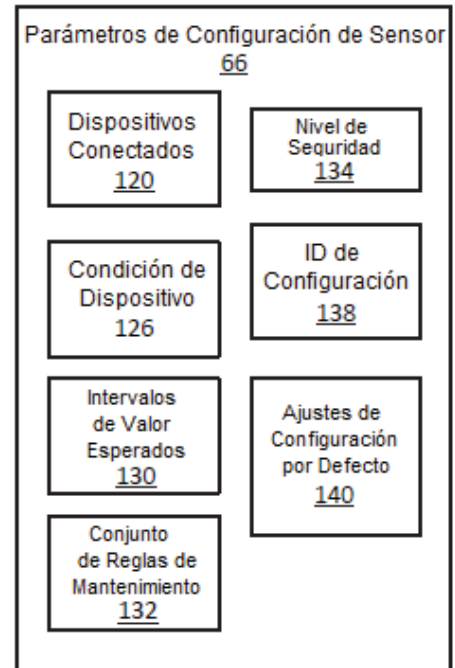 Parámetros de Configuración de Sensor
66
Dispositivos
Conectados
120
Condición de
Dispositivo
126
Intervalos
de Valor
Esperados
130
Conjunto
de Reglas de
Mantenimiento
132
Nivel de
Seguridad
134
ID de
Configuración
138
Ajustes de
Configuración
por Defecto
140